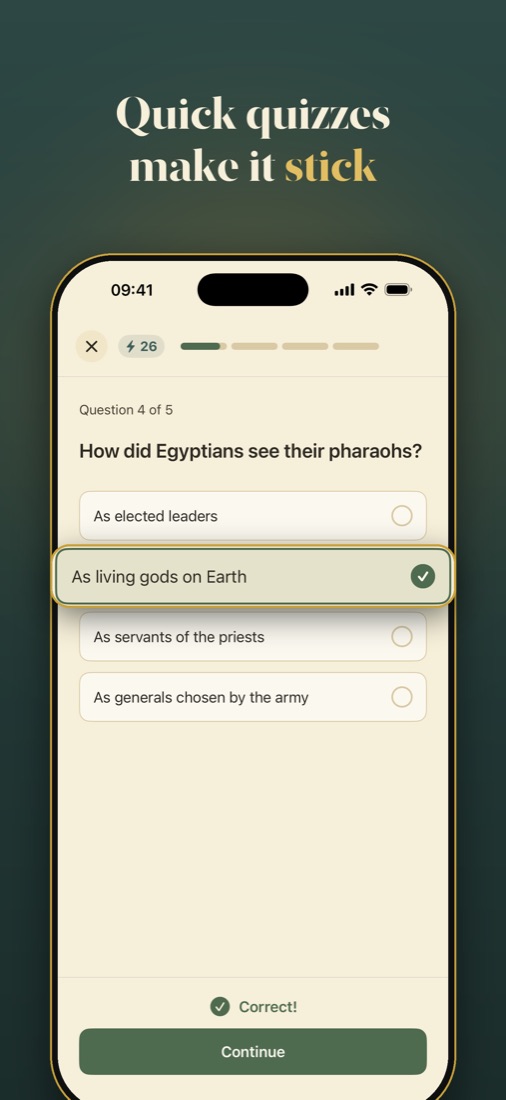 Quick quizzes
make it stick
09:41
26
Question 4 of 5
How did Egyptians see their pharaohs?
As elected leaders
As living gods on Earth
As servants of the priests
As generals chosen by the army
Correct!
Continue